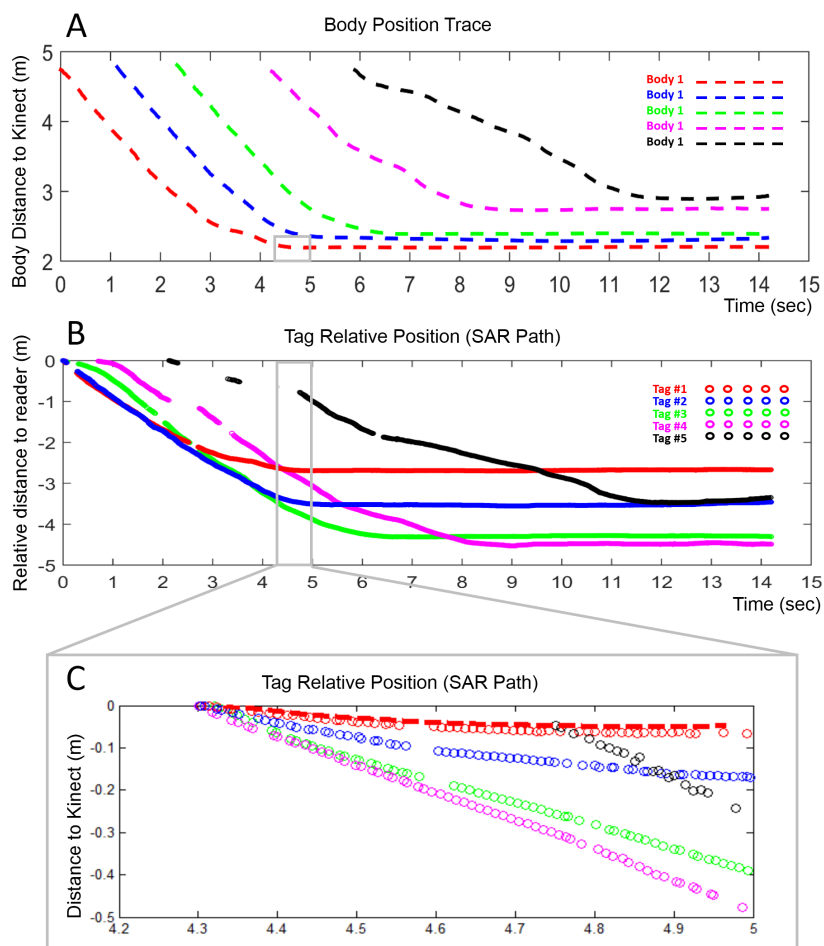 A
Body Position Trace
Body Distance to Kinect (m)
5
4
3
2
Body 1
Body 1
Body 1
Body 1
Body 1
0 1 2 3 4 5 6 7 8 9 10 11 12 13 14 15
Time (sec)
B
Tag Relative Position (SAR Path)
Relative distance to reader (m)
0
-1
-2
-3
-4
-5
Tag #1
Tag #2
Tag #3
Tag #4
Tag #5
0 1 2 3 4 5 6 7 8 9 10 11 12 13 14 15
Time (sec)
C
Tag Relative Position (SAR Path)
Distance to Kinect (m)
0
-0.1
-0.2
-0.3
-0.4
-0.5
4.2 4.3 4.4 4.5 4.6 4.7 4.8 4.9 5